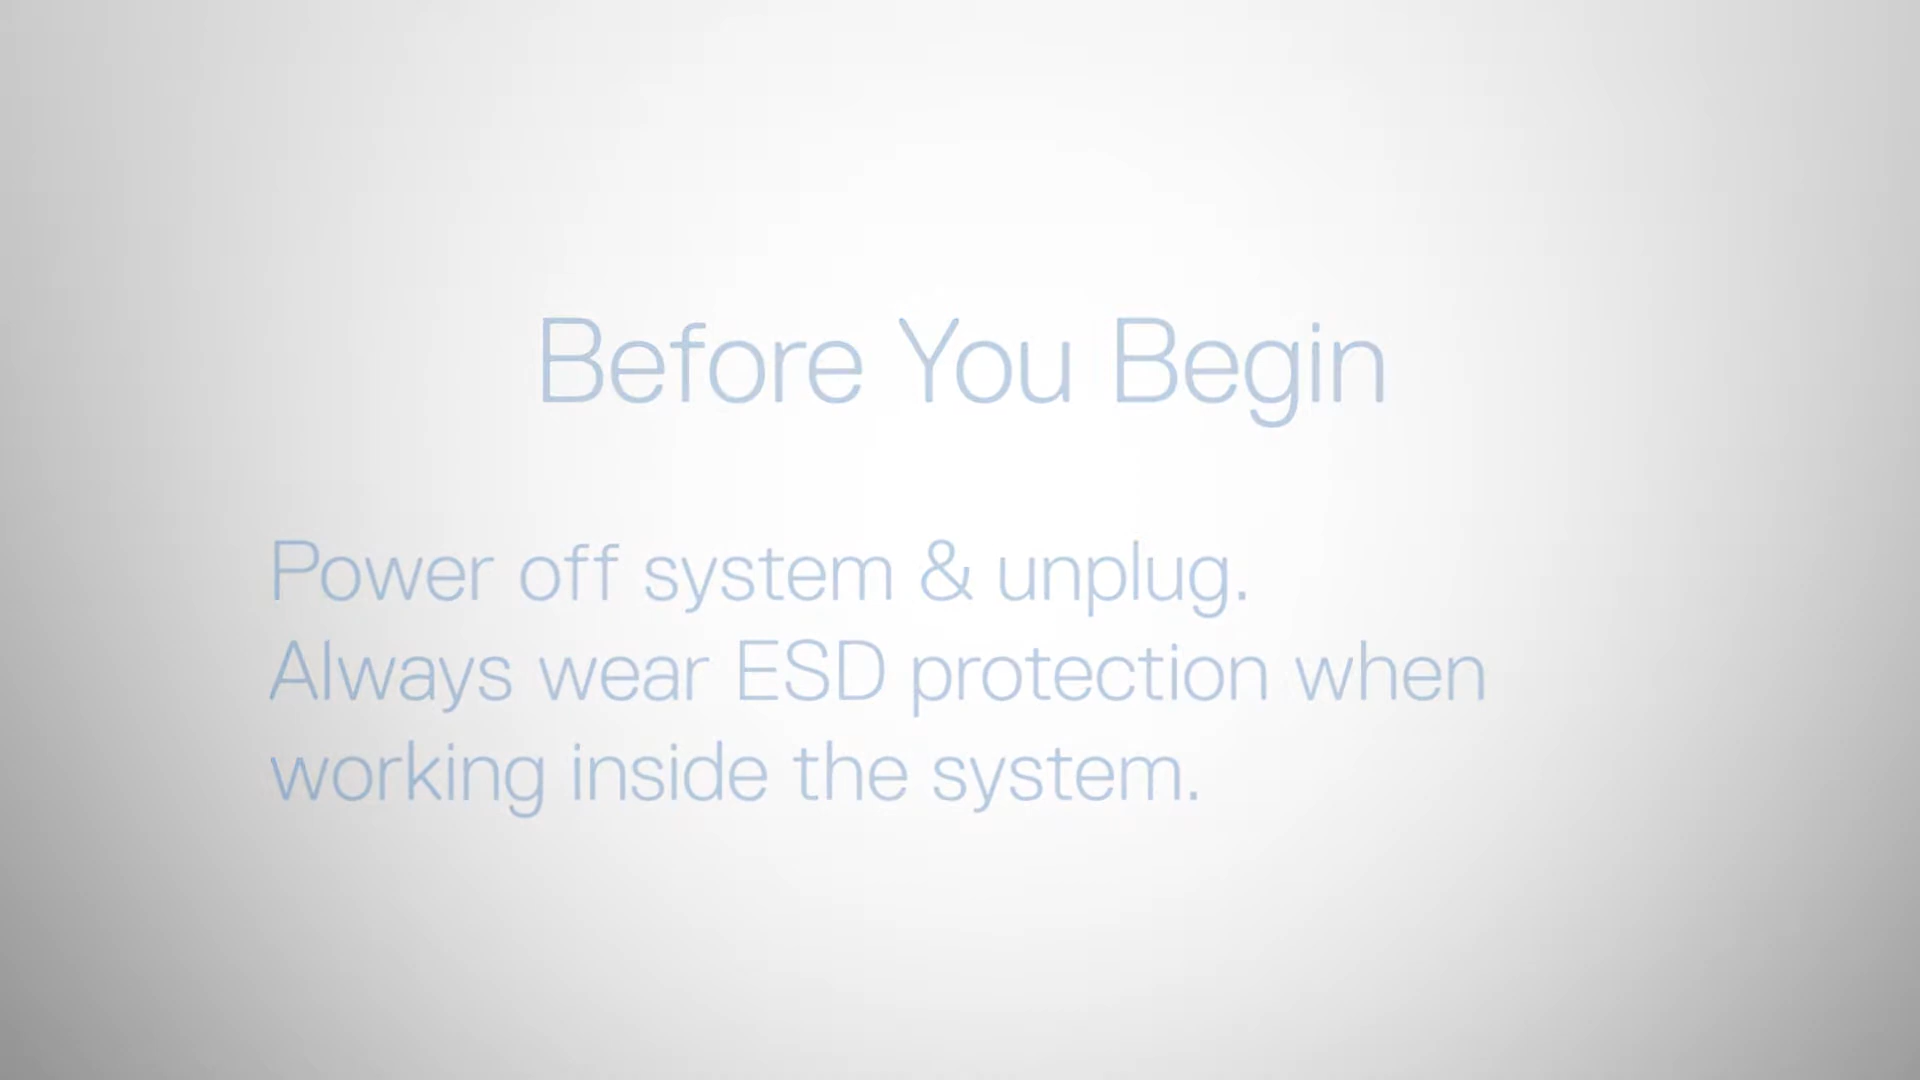 Before You Begin
Power off system & unplug.
Always wear ESD protection when
working inside the system.